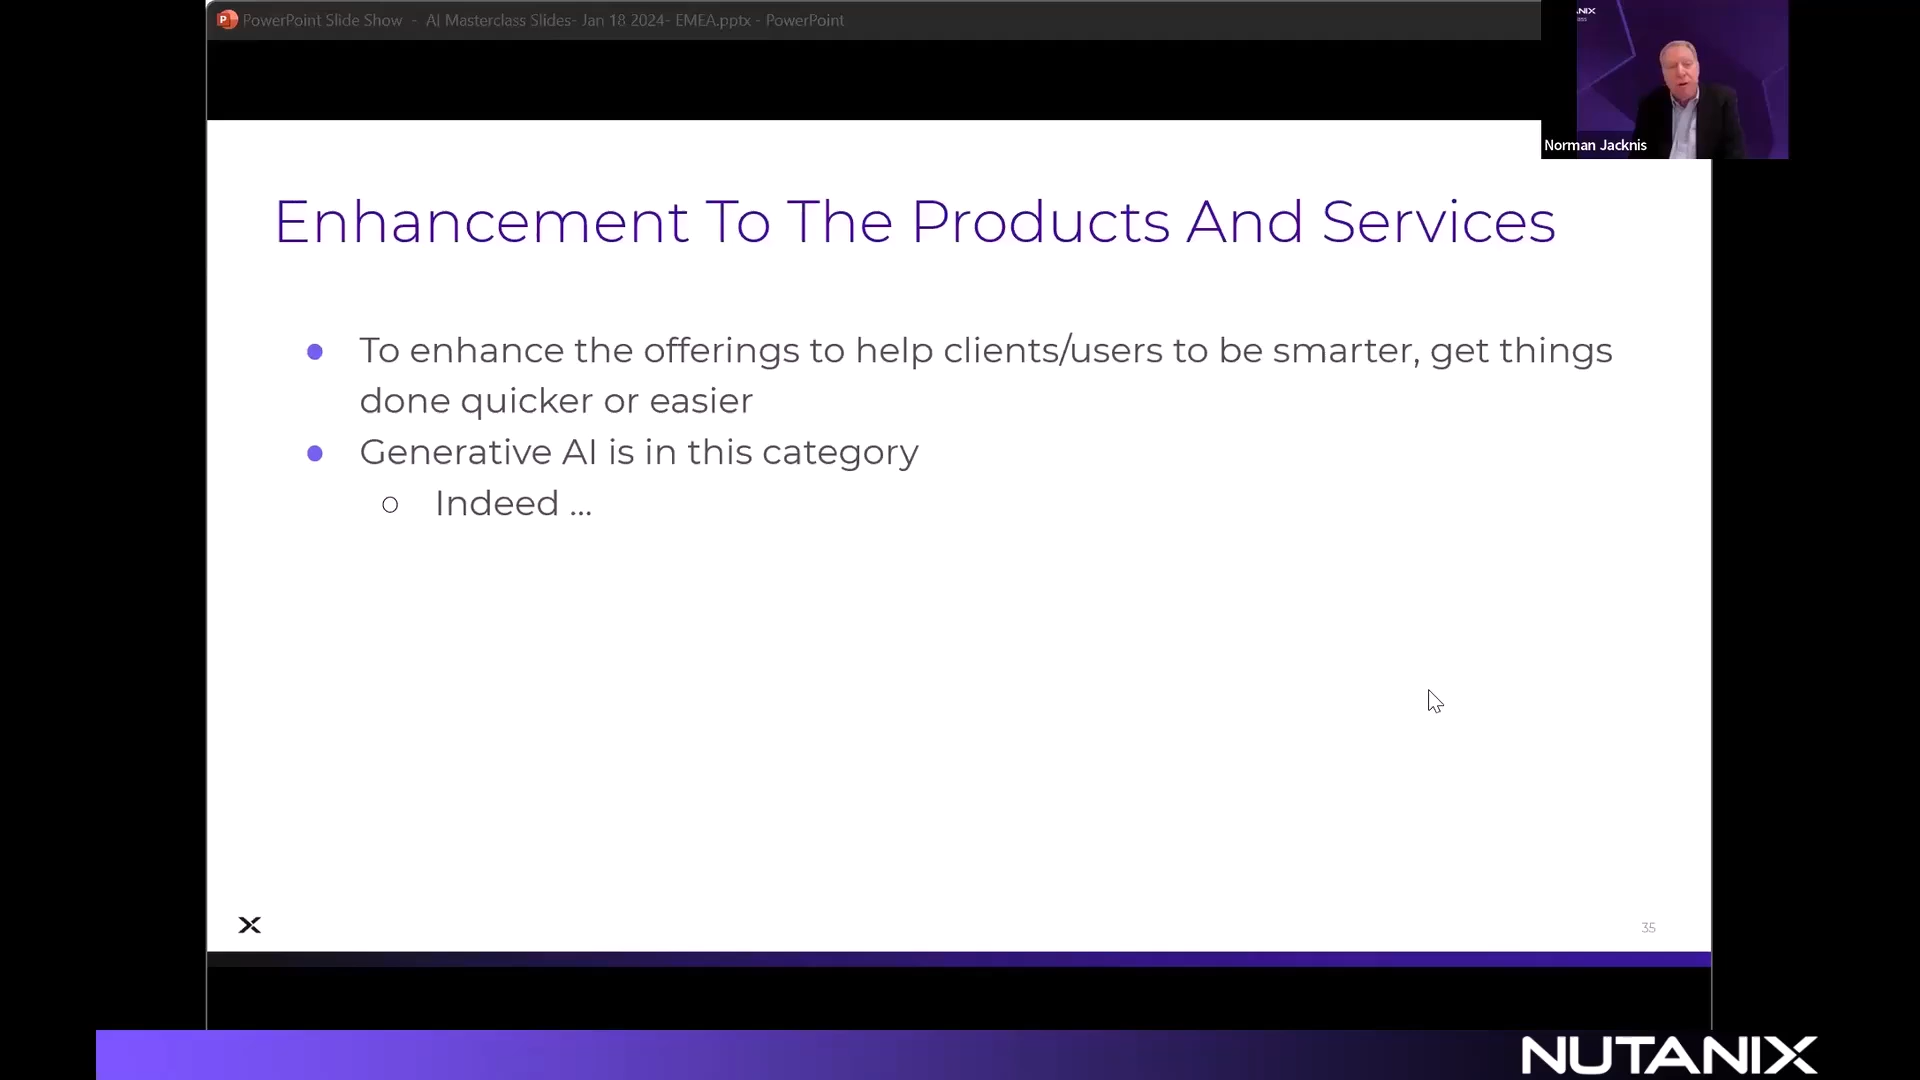 PowerPoint Slide Show - AI Masterclass Slides- Jan 18 2024- EMEA.pptx - PowerPoint
Norman Jacknis
Enhancement To The Products And Services
● To enhance the offerings to help clients/users to be smarter, get things
done quicker or easier
● Generative AI is in this category
○ Indeed ...
35
NUTANIX